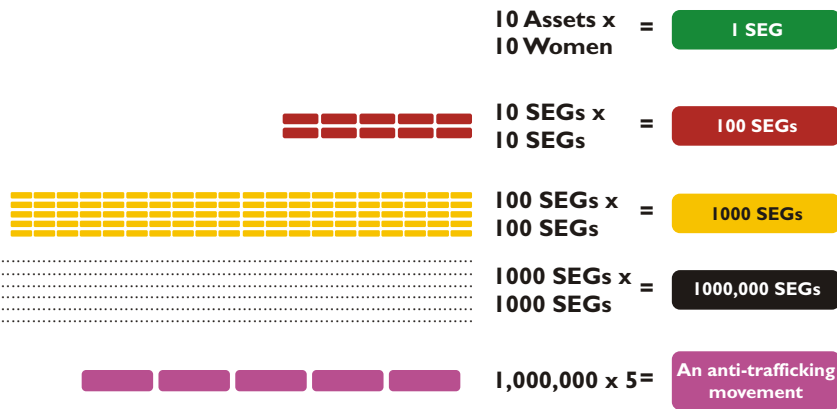 10 Assets x
10 Women
=
1 SEG
10 SEGs x
10 SEGs
=
100 SEGs
100 SEGs x
100 SEGs
=
1000 SEGs
1000 SEGs x
1000 SEGs
=
1000,000 SEGs
1,000,000 x 5
=
An anti-trafficking
movement